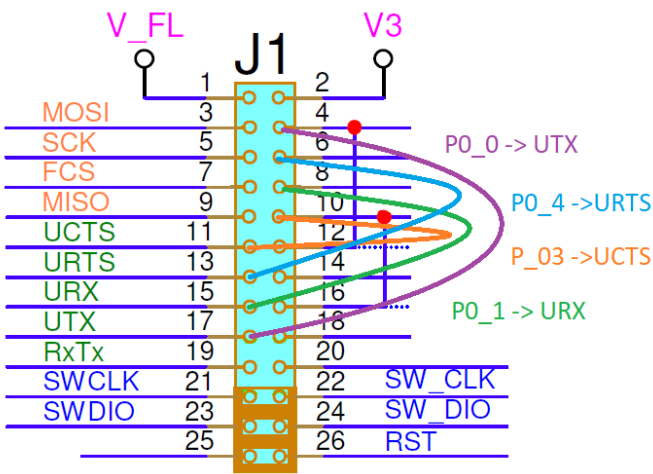 V_FL V3
J1
1 2
MOSI 3 4
SCK 5 6 P0_0 -> UTX
FCS 7 8
MISO 9 10 P0_4 ->URTS
UCTS 11 12 P_03 ->UCTS
URTS 13 14
URX 15 16 P0_1 -> URX
UTX 17 18
RxTx 19 20
SWCLK 21 22 SW_CLK
SWDIO 23 24 SW_DIO
25 26 RST